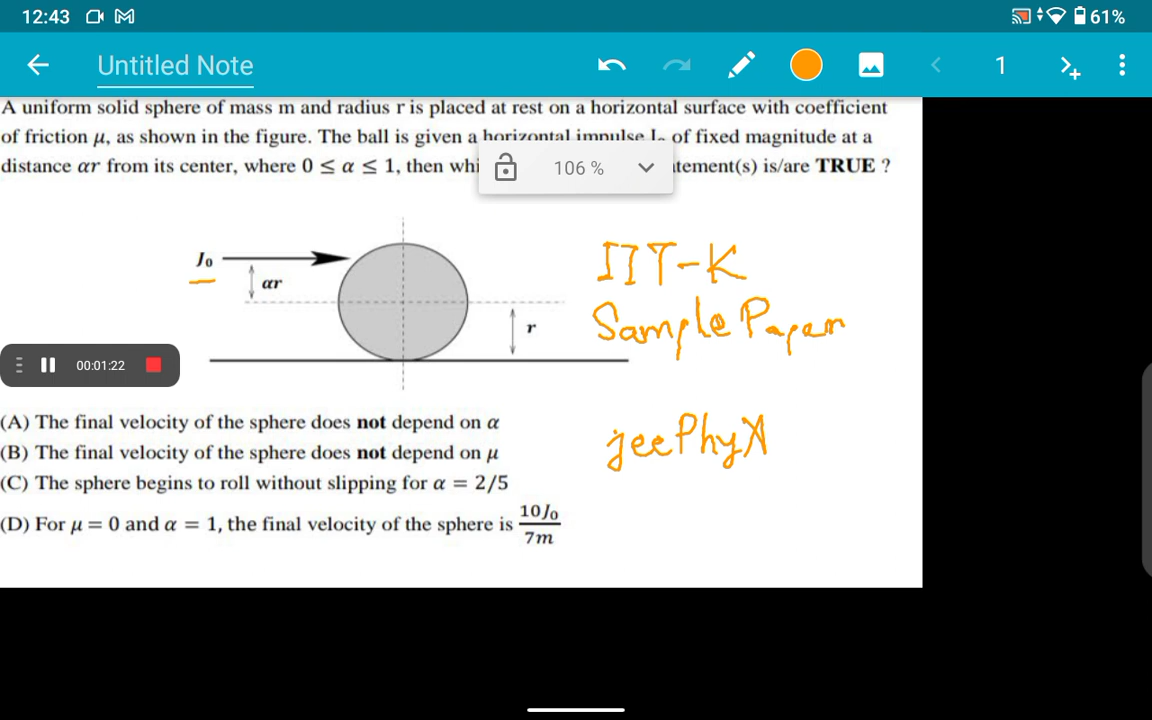 12:43
61%
Untitled Note
1
A uniform solid sphere of mass m and radius r is placed at rest on a horizontal surface with coefficient
of friction μ, as shown in the figure. The ball is given a horizontal impulse J₀ of fixed magnitude at a
distance αr from its center, where 0 ≤ α ≤ 1, then whi tement(s) is/are TRUE ?
106 %
J₀
αr
r
IIT-K
Sample Paper
00:01:22
(A) The final velocity of the sphere does not depend on α
jeePhyX
(B) The final velocity of the sphere does not depend on μ
(C) The sphere begins to roll without slipping for α = 2/5
(D) For μ = 0 and α = 1, the final velocity of the sphere is 10J₀/7m